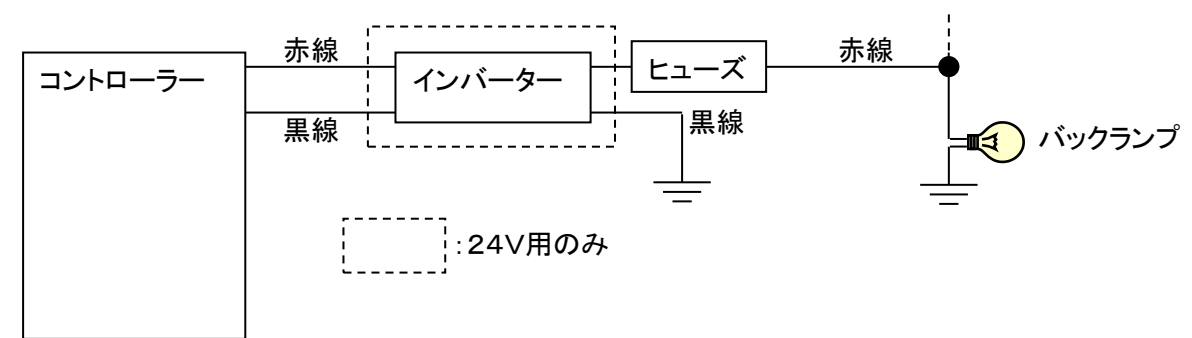 赤線
赤線
コントローラー
インバーター
ヒューズ
黒線
黒線
バックランプ
:24V用のみ